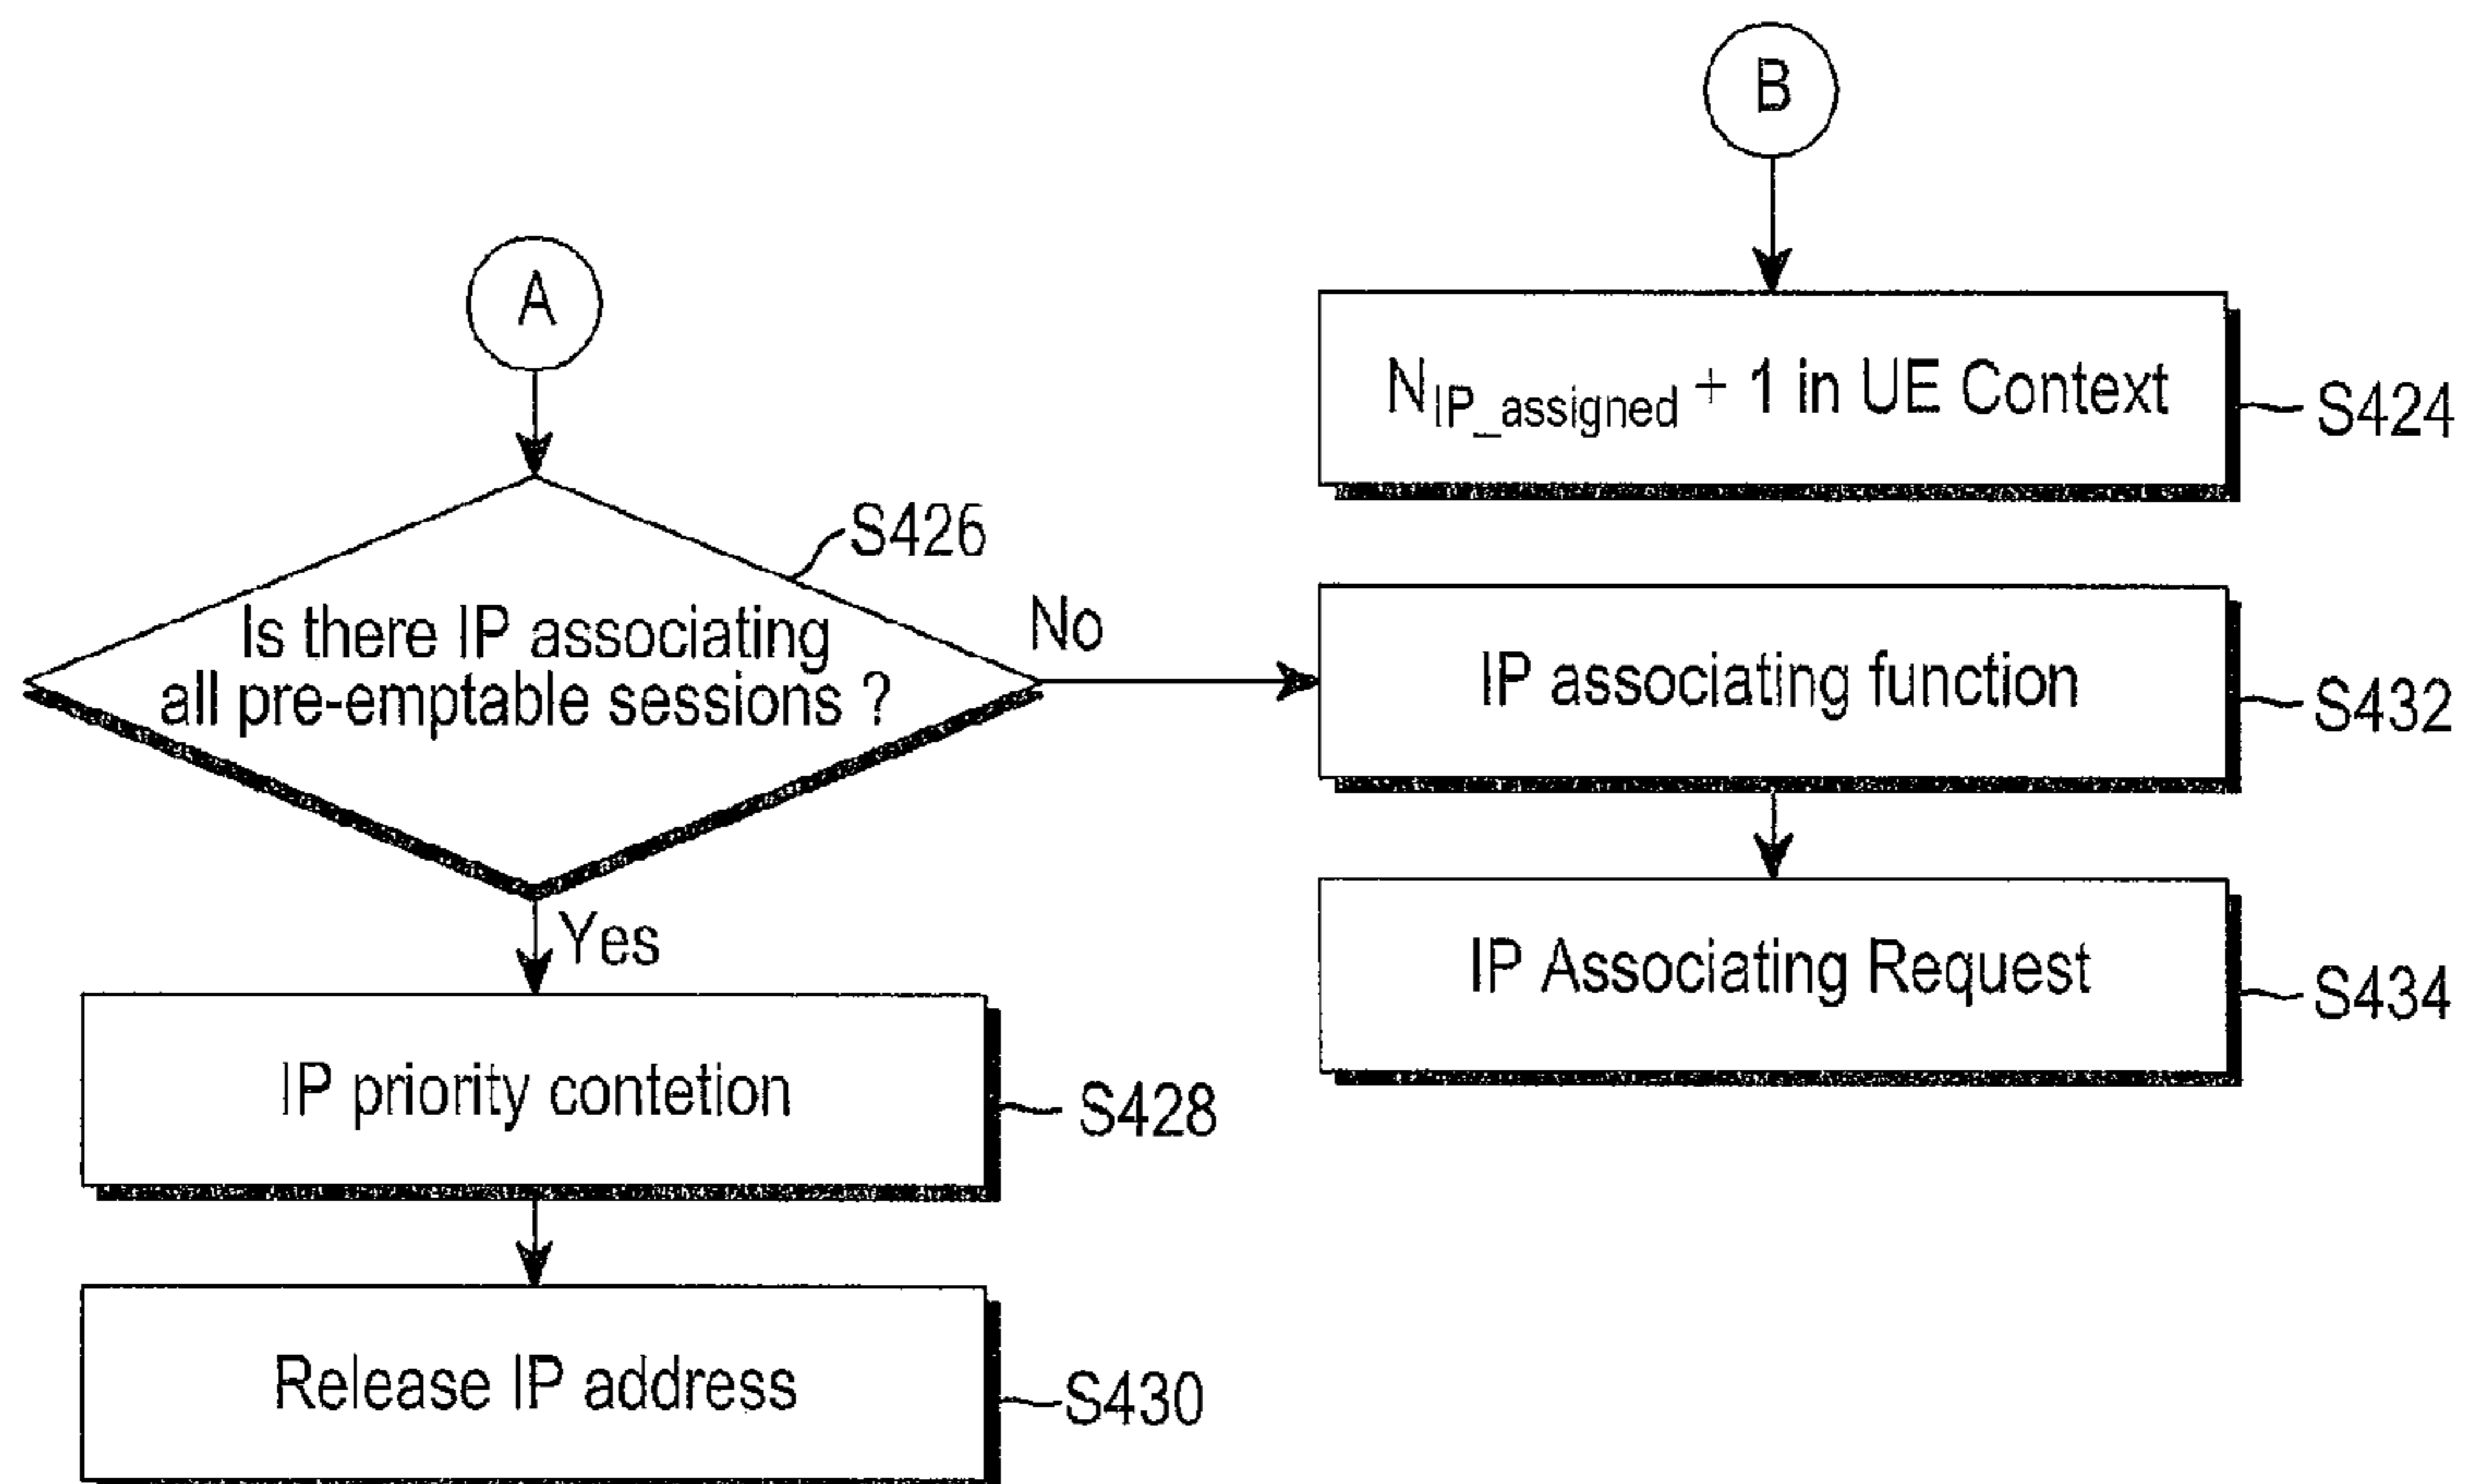 A
S426
Is there IP associating
all pre-emptable sessions ?
No
Yes
IP priority contetion
S428
Release IP address
S430
B
N_IP_assigned + 1 in UE Context
S424
IP associating function
S432
IP Associating Request
S434